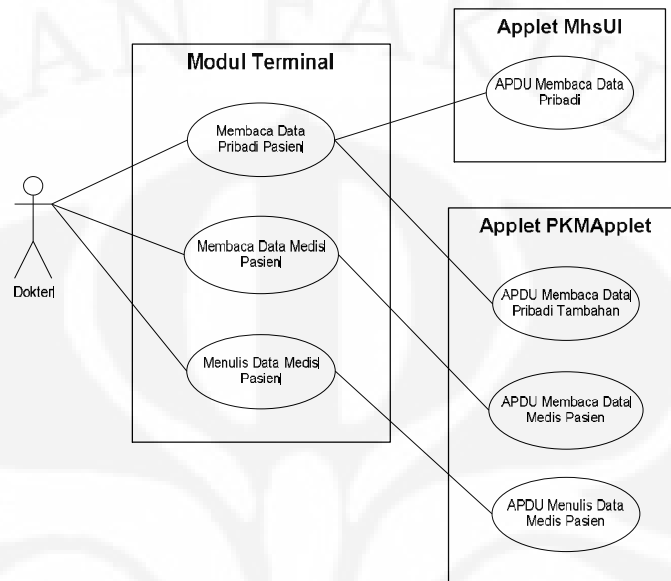 Applet MhsUI
APDU Membaca Data
Pribadi
Modul Terminal
Membaca Data
Pribadi Pasien
Membaca Data Medis
Pasien
Menulis Data Medis
Pasien
Dokter
Applet PKMApplet
APDU Membaca Data
Pribadi Tambahan
APDU Membaca Data
Medis Pasien
APDU Menulis Data
Medis Pasien